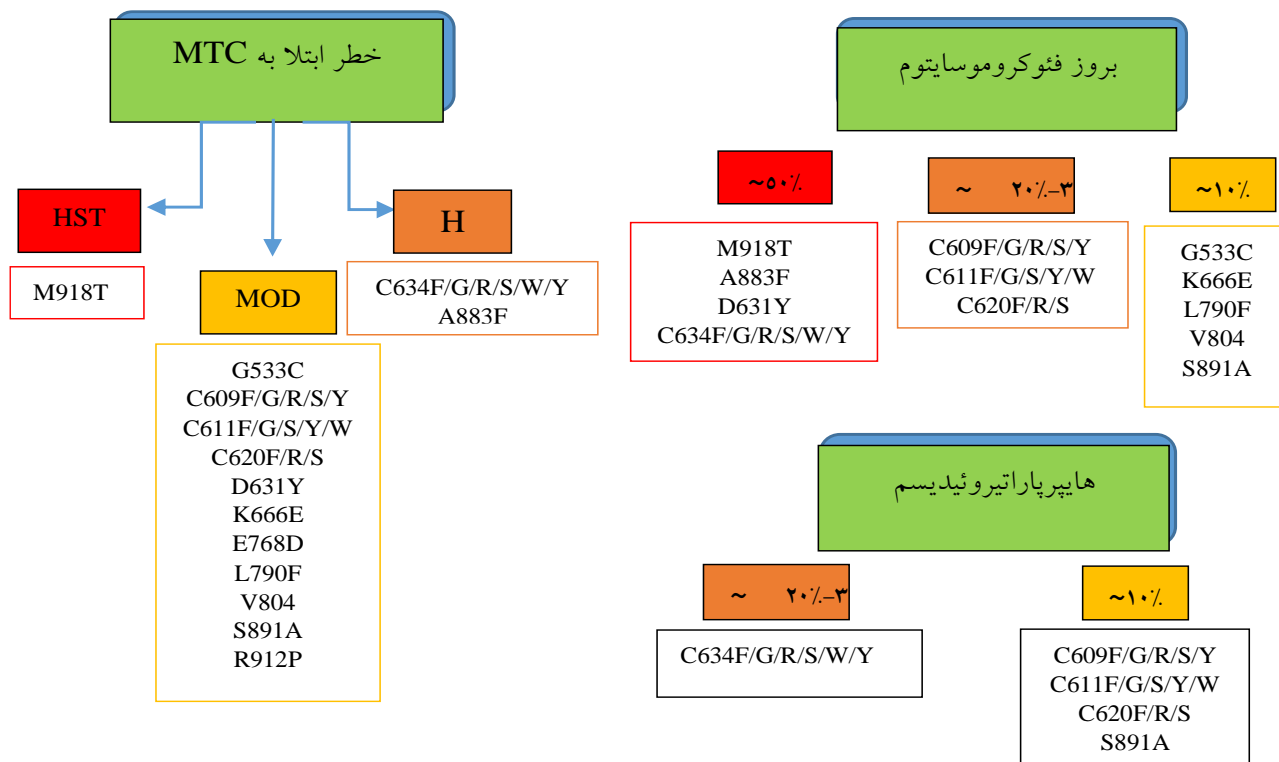 خطر ابتلا به MTC
HST
M918T
MOD
G533C
C609F/G/R/S/Y
C611F/G/S/Y/W
C620F/R/S
D631Y
K666E
E768D
L790F
V804
S891A
R912P
H
C634F/G/R/S/W/Y
A883F
بروز فئوکروموسایتوم
~۵۰٪
M918T
A883F
D631Y
C634F/G/R/S/W/Y
~ ۲۰٪-۳
C609F/G/R/S/Y
C611F/G/S/Y/W
C620F/R/S
~۱۰٪
G533C
K666E
L790F
V804
S891A
هایپرپاراتیروئیدیسم
~ ۲۰٪-۳
C634F/G/R/S/W/Y
~۱۰٪
C609F/G/R/S/Y
C611F/G/S/Y/W
C620F/R/S
S891A